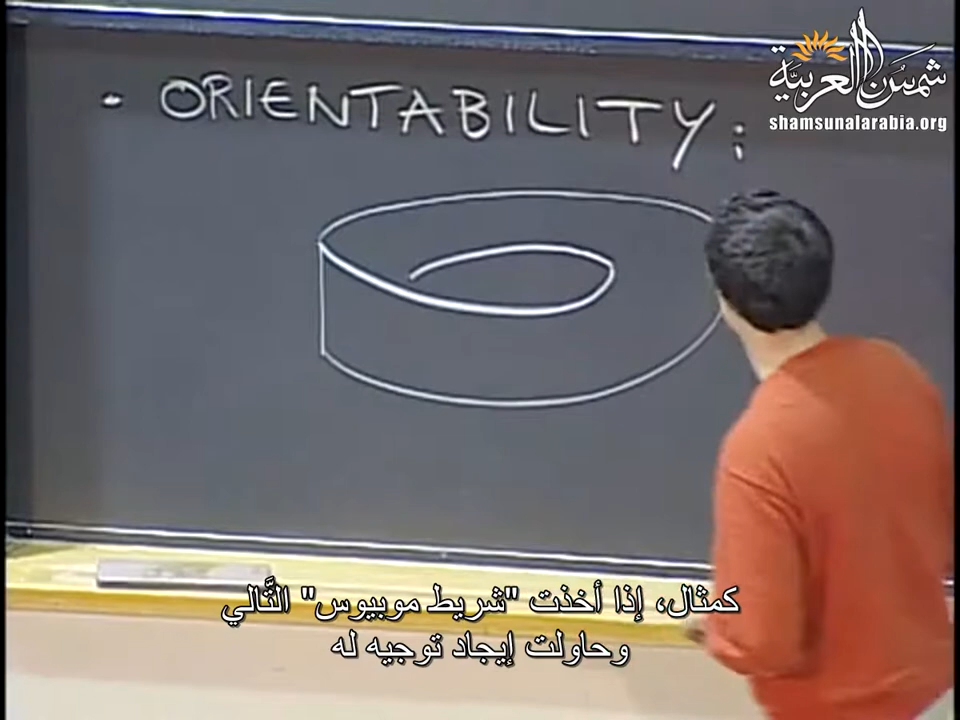 شمس العربية
shamsunalarabia.org
- ORIENTABILITY:
كمثال، إذا أخذت "شريط موبيوس" التَّالي
وحاولت إيجاد توجيه له